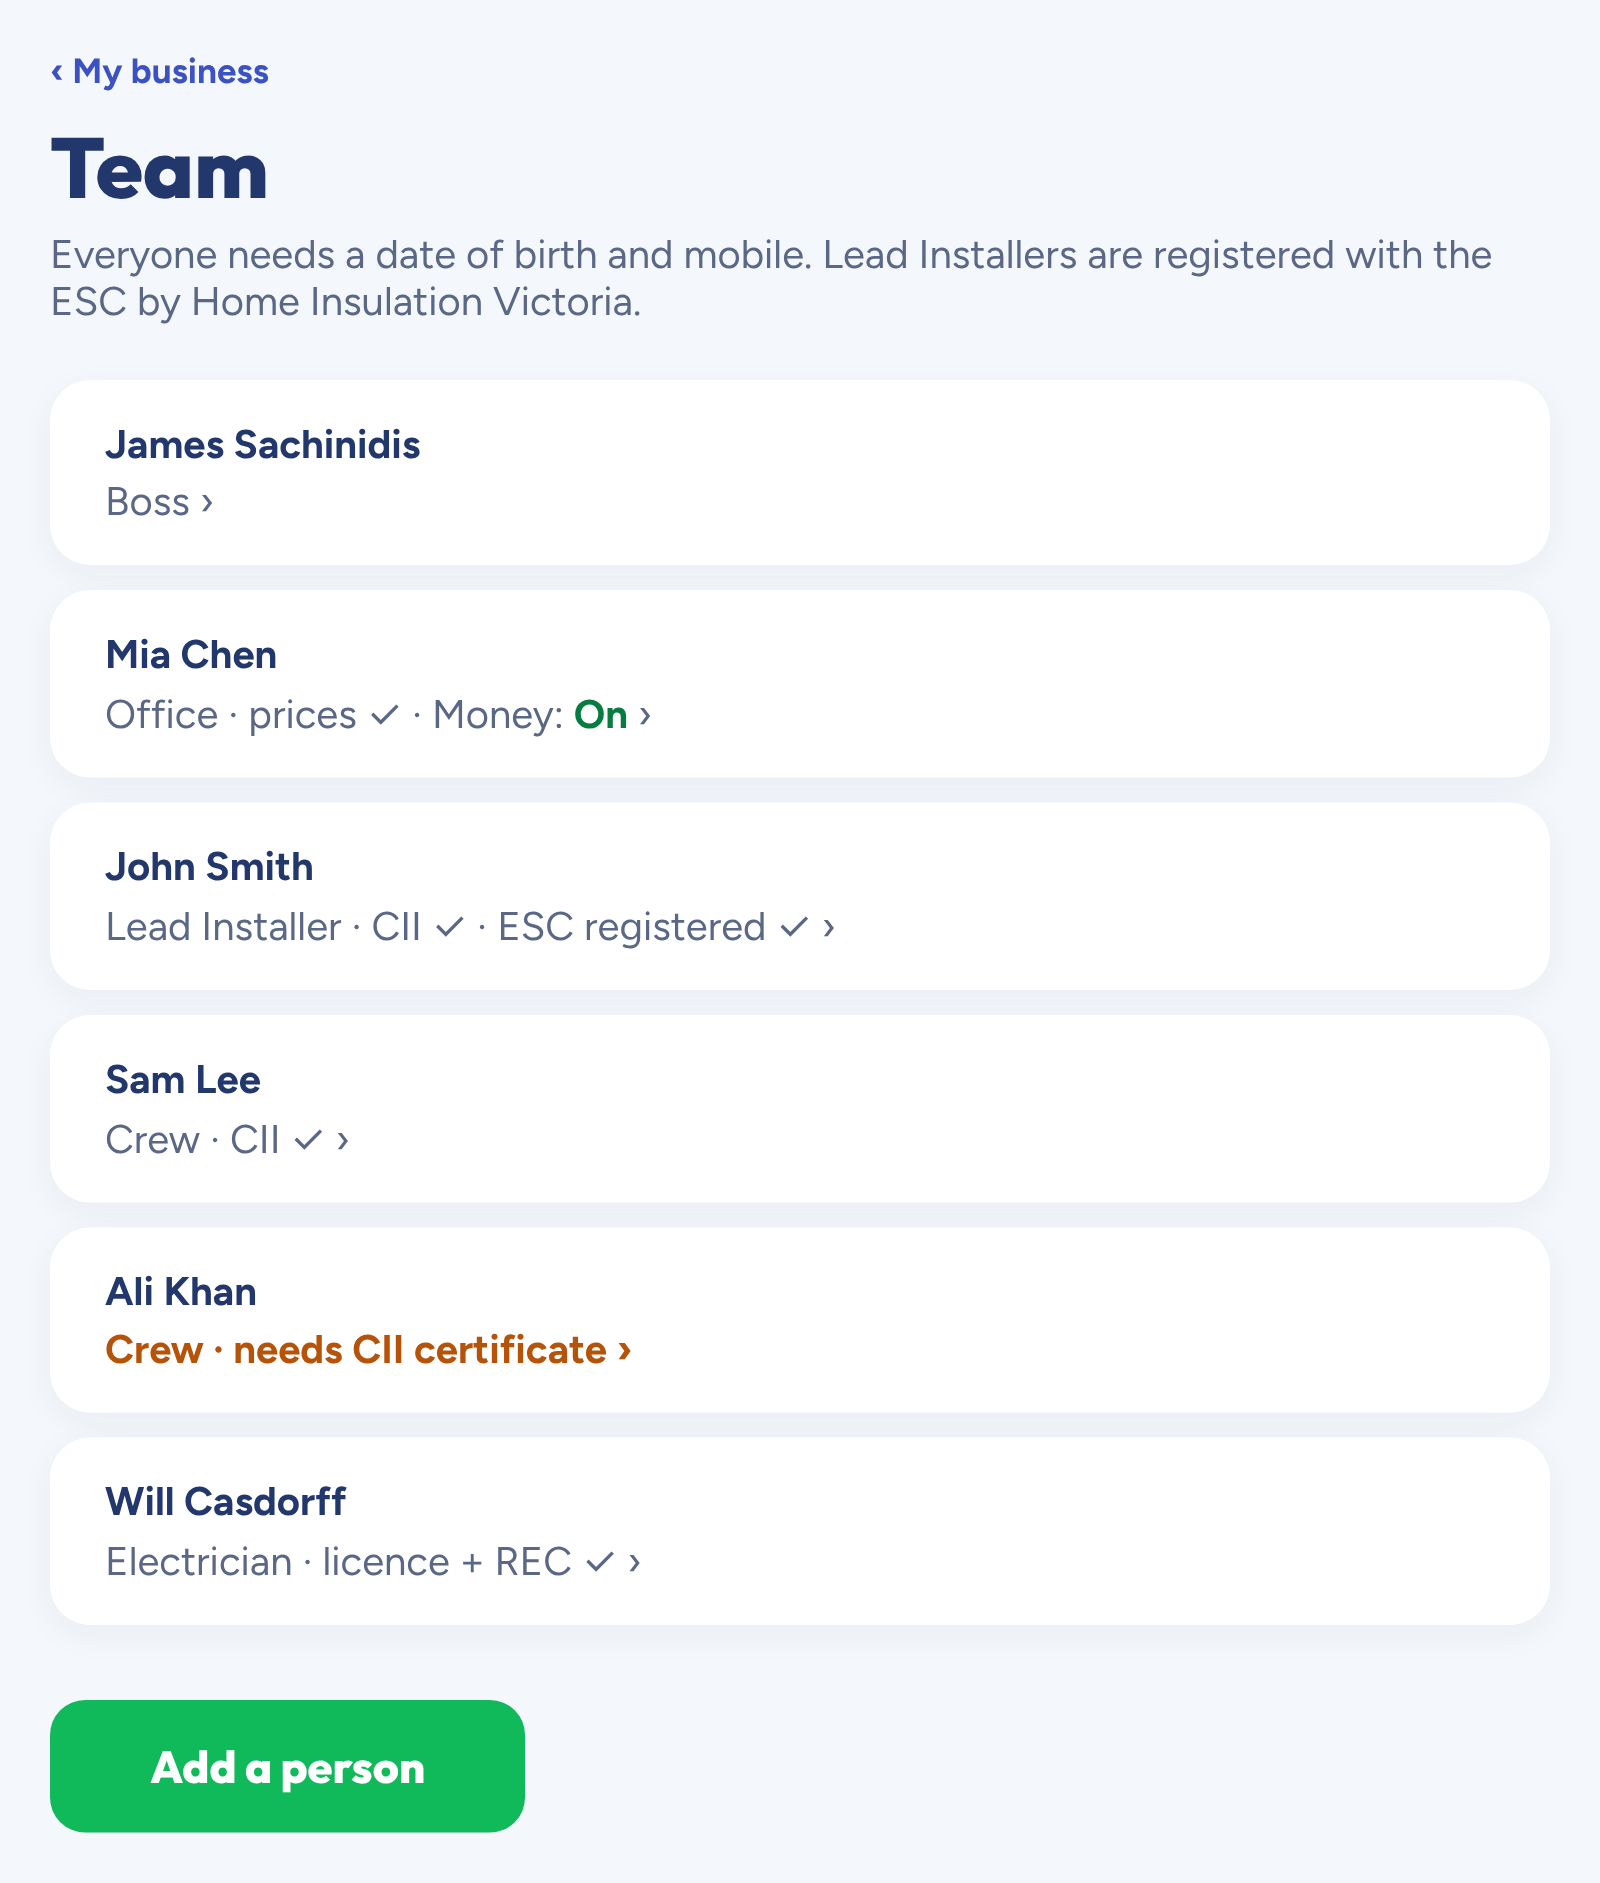 ‹ My business
Team
Everyone needs a date of birth and mobile. Lead Installers are registered with the
ESC by Home Insulation Victoria.
James Sachinidis
Boss ›
Mia Chen
Office · prices ✓ · Money: On ›
John Smith
Lead Installer · CII ✓ · ESC registered ✓ ›
Sam Lee
Crew · CII ✓ ›
Ali Khan
Crew · needs CII certificate ›
Will Casdorff
Electrician · licence + REC ✓ ›
Add a person